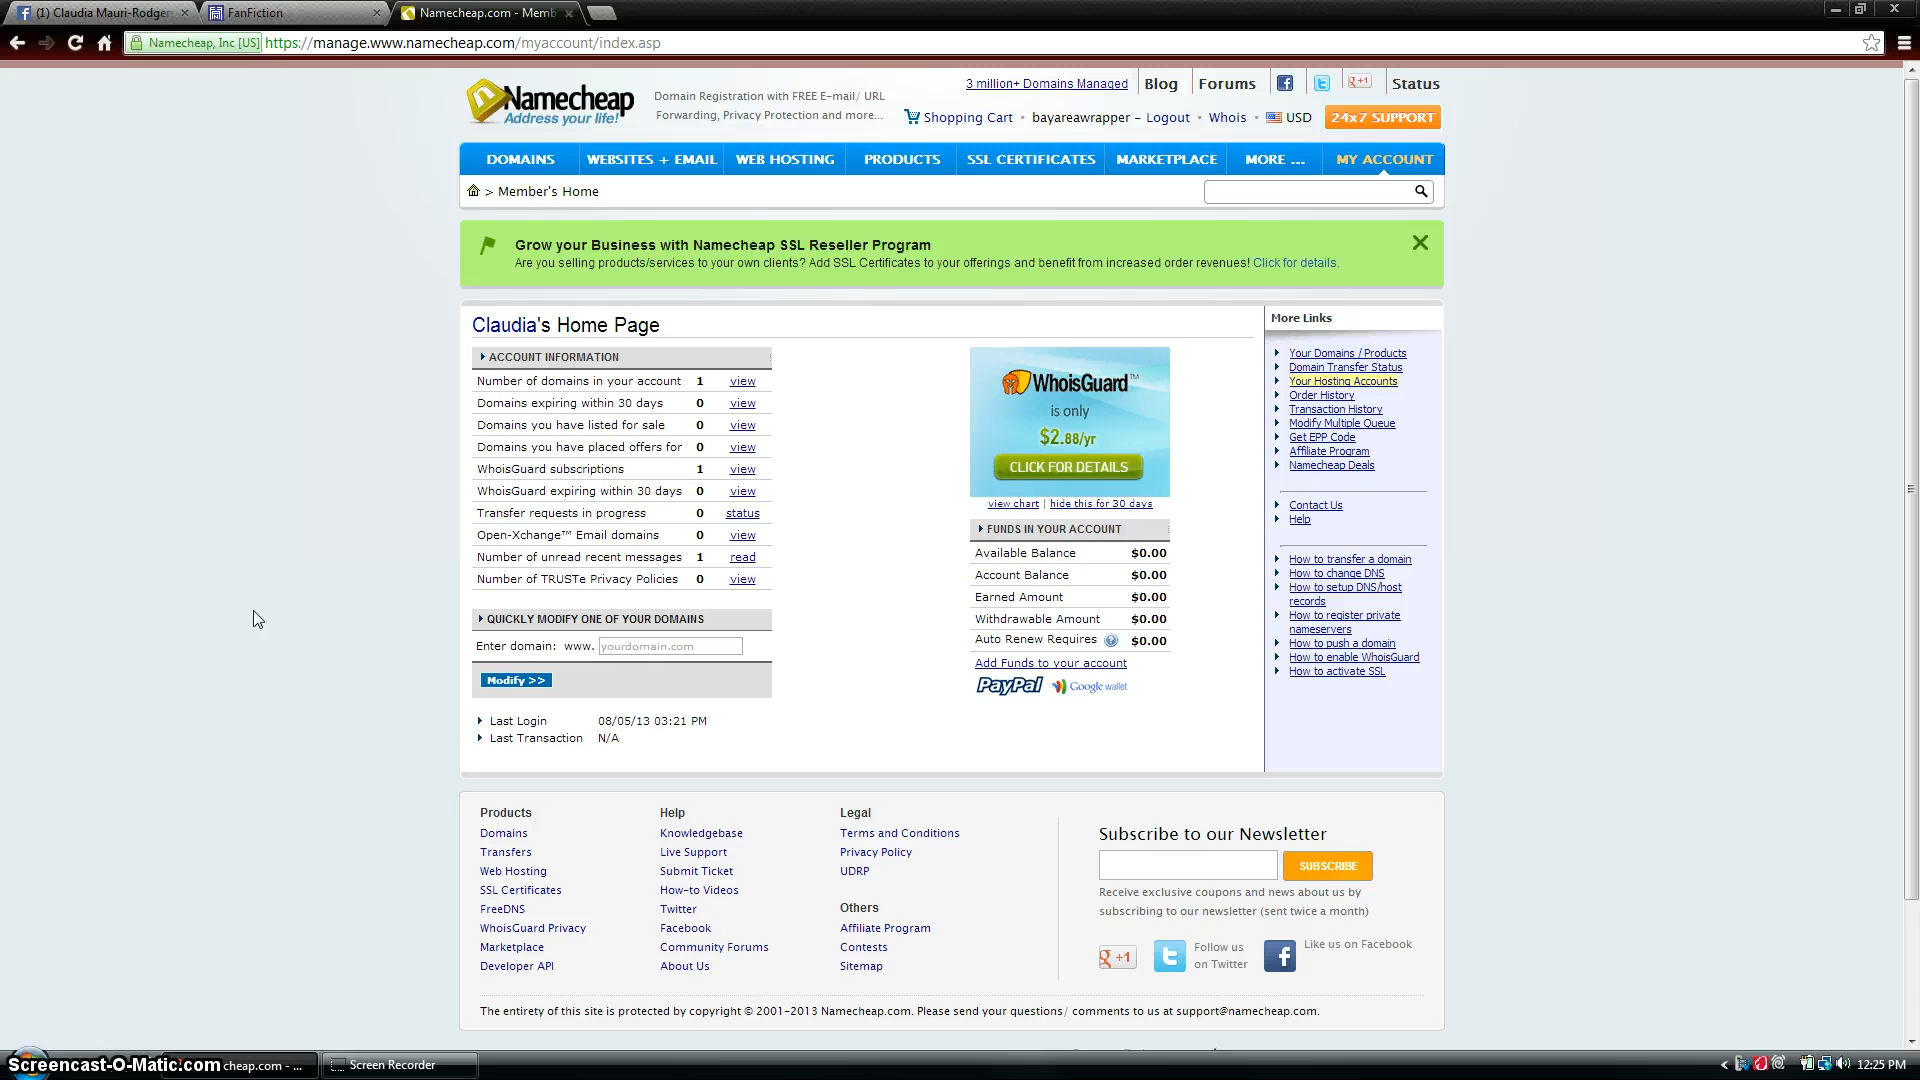 (1) Claudia Mauri-Rodger
FanFiction
Namecheap.com - Memb
Namecheap, Inc [US]
https://manage.www.namecheap.com/myaccount/index.asp
Namecheap
Address your life!
Domain Registration with FREE E-mail/ URL
Forwarding, Privacy Protection and more...
3 million+ Domains Managed
Blog
Forums
g+1
Status
Shopping Cart • bayareawrapper - Logout • Whois • USD
24x7 SUPPORT
DOMAINS
WEBSITES + EMAIL
WEB HOSTING
PRODUCTS
SSL CERTIFICATES
MARKETPLACE
MORE ...
MY ACCOUNT
> Member's Home
Grow your Business with Namecheap SSL Reseller Program
Are you selling products/services to your own clients? Add SSL Certificates to your offerings and benefit from increased order revenues! Click for details.
Claudia's Home Page
ACCOUNT INFORMATION
Number of domains in your account 1 view
Domains expiring within 30 days 0 view
Domains you have listed for sale 0 view
Domains you have placed offers for 0 view
WhoisGuard subscriptions 1 view
WhoisGuard expiring within 30 days 0 view
Transfer requests in progress 0 status
Open-Xchange™ Email domains 0 view
Number of unread recent messages 1 read
Number of TRUSTe Privacy Policies 0 view
QUICKLY MODIFY ONE OF YOUR DOMAINS
Enter domain: www. yourdomain.com
Modify >>
Last Login 08/05/13 03:21 PM
Last Transaction N/A
WhoisGuard™
is only
$2.88/yr
CLICK FOR DETAILS
view chart | hide this for 30 days
FUNDS IN YOUR ACCOUNT
Available Balance $0.00
Account Balance $0.00
Earned Amount $0.00
Withdrawable Amount $0.00
Auto Renew Requires ? $0.00
Add Funds to your account
PayPal Google wallet
More Links
Your Domains / Products
Domain Transfer Status
Your Hosting Accounts
Order History
Transaction History
Modify Multiple Queue
Get EPP Code
Affiliate Program
Namecheap Deals
Contact Us
Help
How to transfer a domain
How to change DNS
How to setup DNS/host
records
How to register private
nameservers
How to push a domain
How to enable WhoisGuard
How to activate SSL
Products
Domains
Transfers
Web Hosting
SSL Certificates
FreeDNS
WhoisGuard Privacy
Marketplace
Developer API
Help
Knowledgebase
Live Support
Submit Ticket
How-to Videos
Twitter
Facebook
Community Forums
About Us
Legal
Terms and Conditions
Privacy Policy
UDRP
Others
Affiliate Program
Contests
Sitemap
Subscribe to our Newsletter
SUBSCRIBE
Receive exclusive coupons and news about us by
subscribing to our newsletter (sent twice a month)
g +1
Follow us
on Twitter
Like us on Facebook
The entirety of this site is protected by copyright © 2001-2013 Namecheap.com. Please send your questions/ comments to us at support@namecheap.com.
Screencast-O-Matic.com
cheap.com - ...
Screen Recorder
12:25 PM